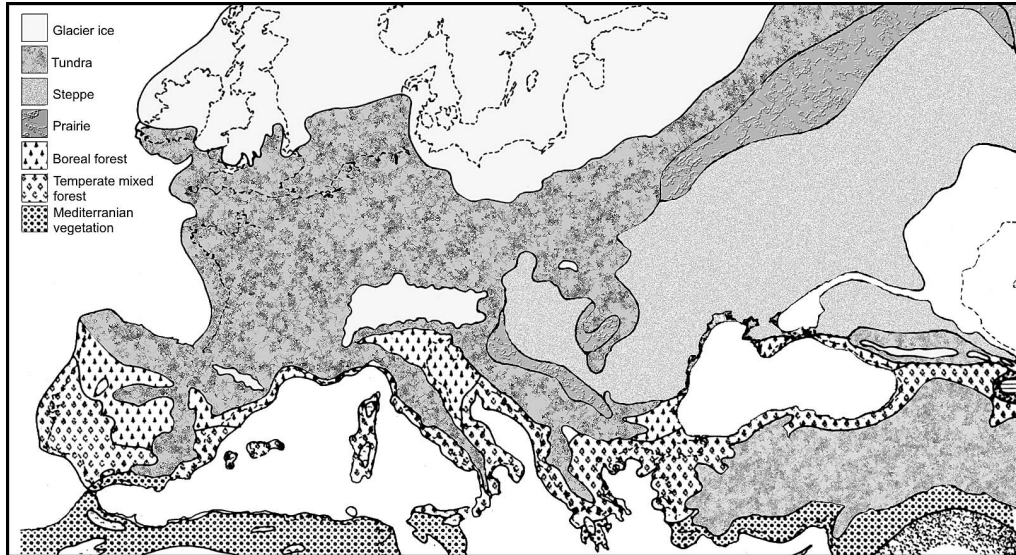 Glacier ice
Tundra
Steppe
Prairie
Boreal forest
Temperate mixed
forest
Mediterranian
vegetation